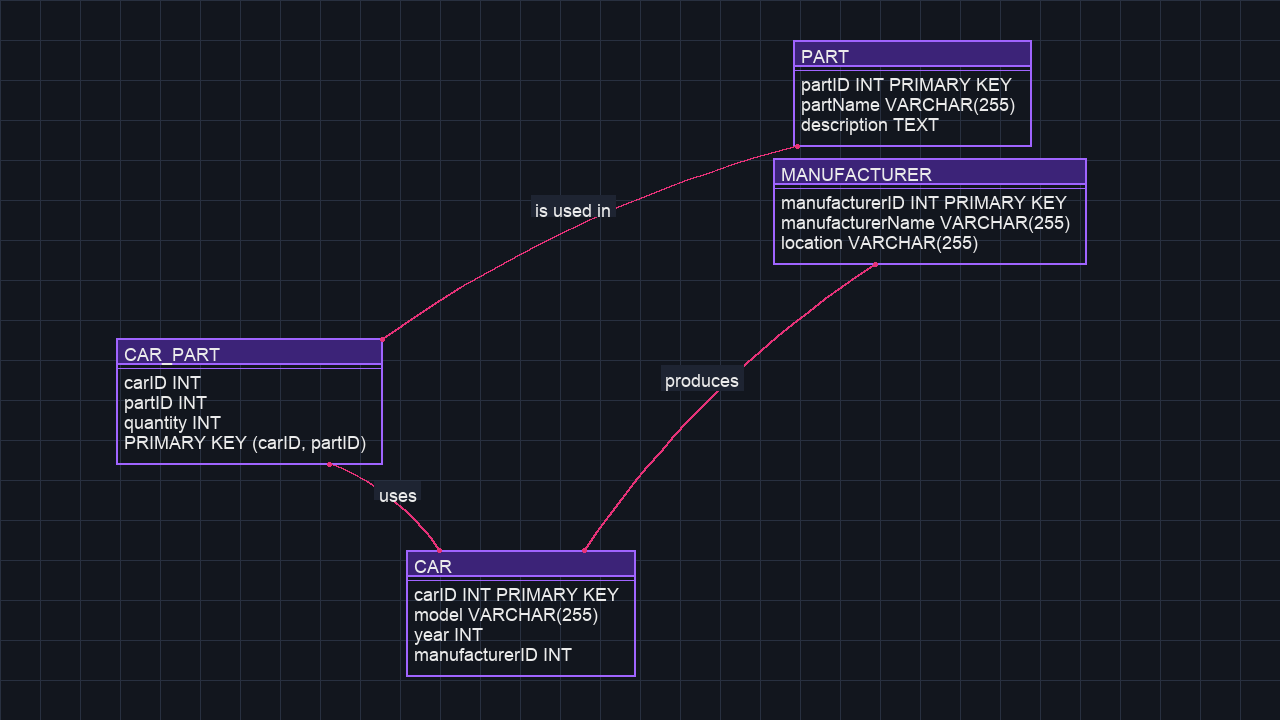 PART
partID INT PRIMARY KEY
partName VARCHAR(255)
description TEXT
MANUFACTURER
manufacturerID INT PRIMARY KEY
manufacturerName VARCHAR(255)
location VARCHAR(255)
is used in
CAR_PART
carID INT
partID INT
quantity INT
PRIMARY KEY (carID, partID)
produces
uses
CAR
carID INT PRIMARY KEY
model VARCHAR(255)
year INT
manufacturerID INT